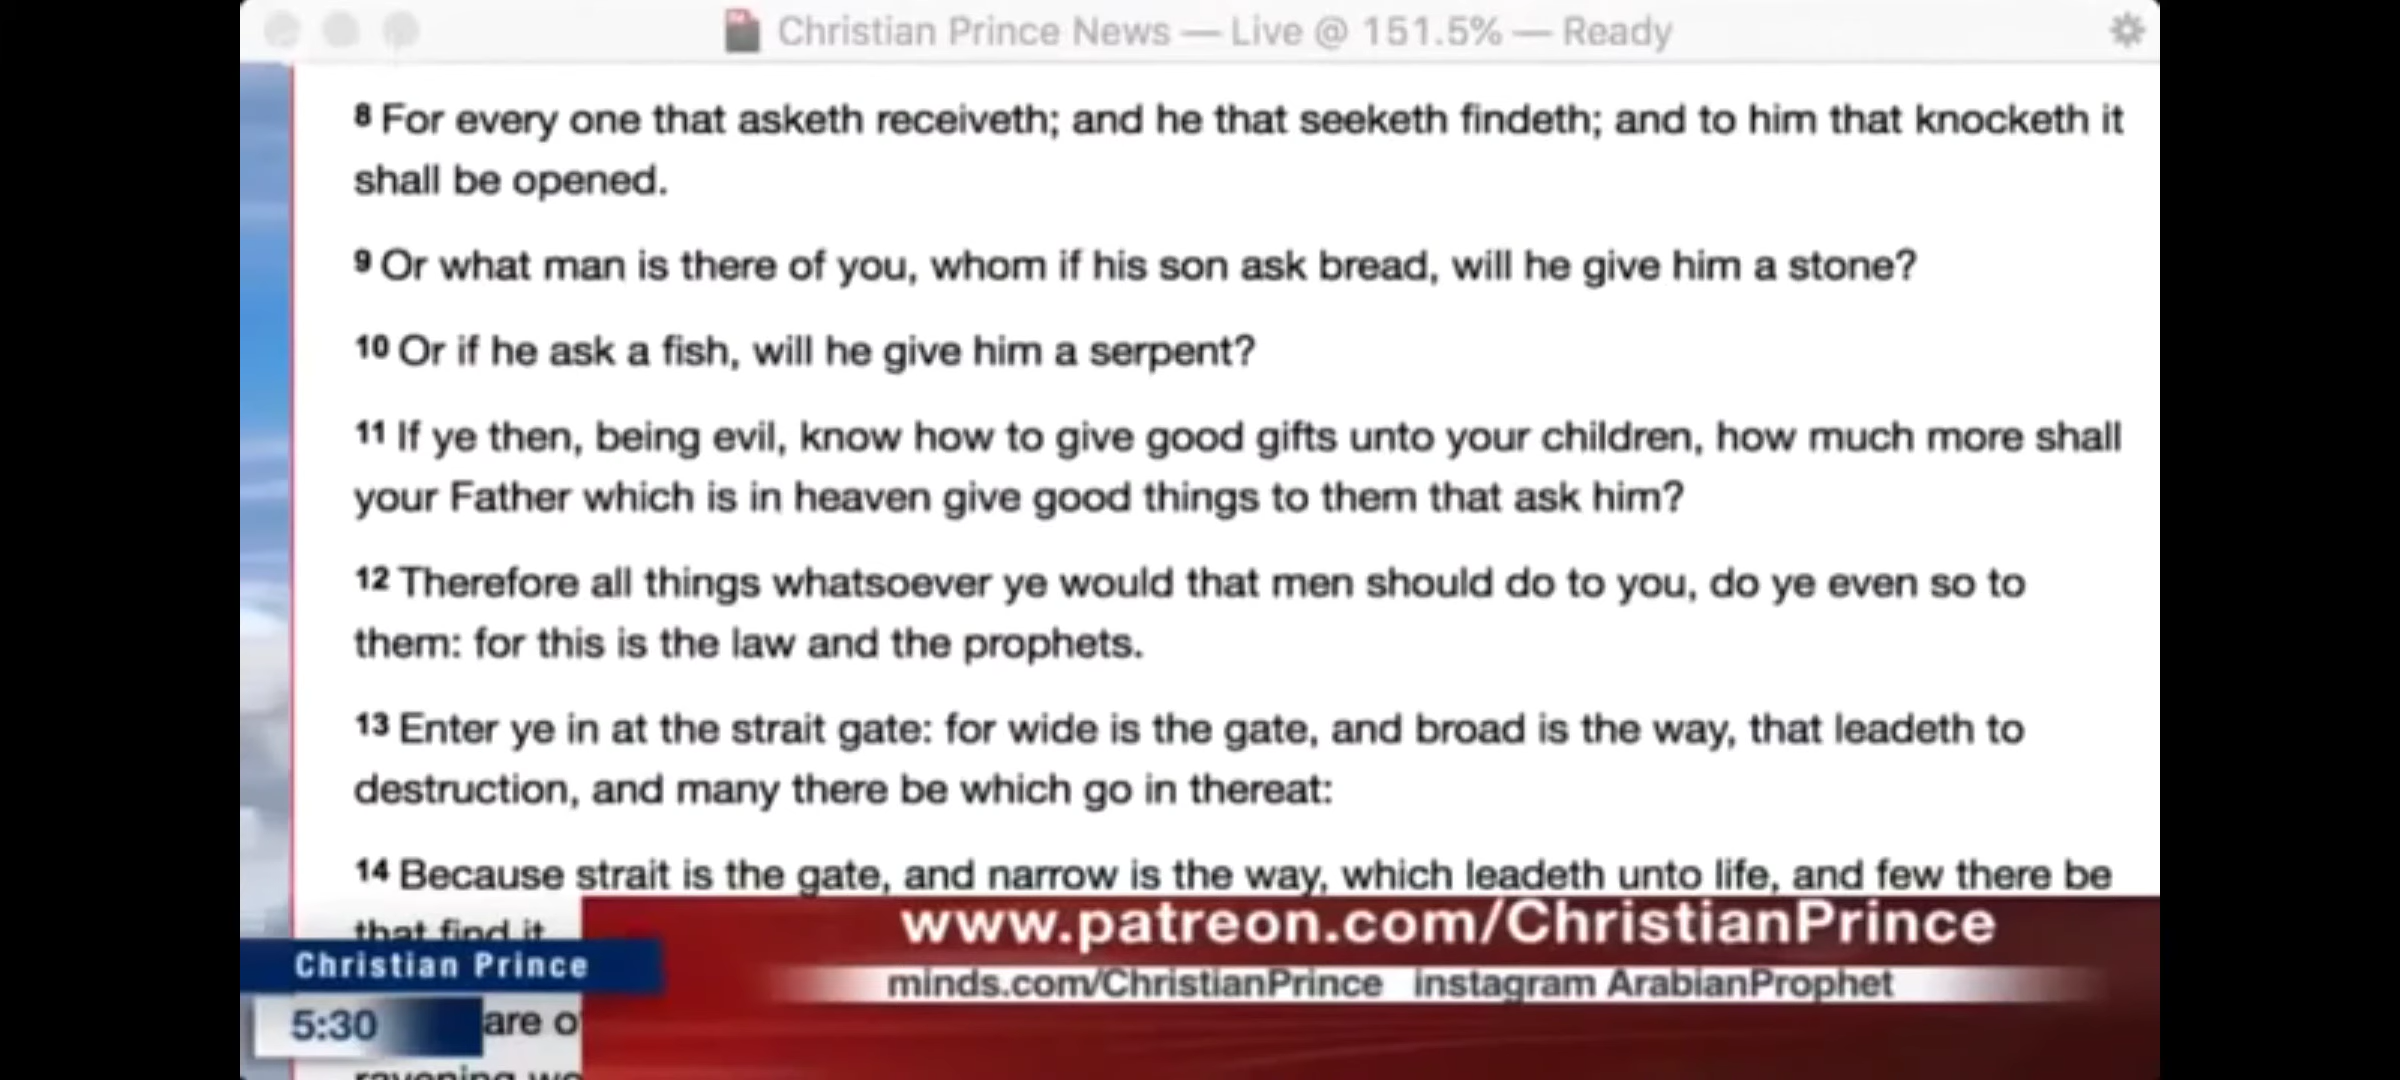 Christian Prince News — Live @ 151.5% — Ready
8 For every one that asketh receiveth; and he that seeketh findeth; and to him that knocketh it
shall be opened.
9 Or what man is there of you, whom if his son ask bread, will he give him a stone?
10 Or if he ask a fish, will he give him a serpent?
11 If ye then, being evil, know how to give good gifts unto your children, how much more shall
your Father which is in heaven give good things to them that ask him?
12 Therefore all things whatsoever ye would that men should do to you, do ye even so to
them: for this is the law and the prophets.
13 Enter ye in at the strait gate: for wide is the gate, and broad is the way, that leadeth to
destruction, and many there be which go in thereat:
14 Because strait is the gate, and narrow is the way, which leadeth unto life, and few there be
that find it
www.patreon.com/ChristianPrince
Christian Prince
minds.com/ChristianPrince instagram ArabianProphet
5:30
are
ravening